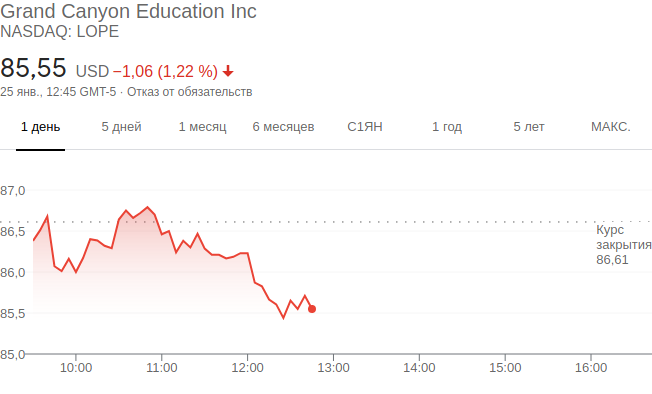 Grand Canyon Education Inc
NASDAQ: LOPE
85,55 USD −1,06 (1,22 %)
25 янв., 12:45 GMT-5 · Отказ от обязательств
1 день 5 дней 1 месяц 6 месяцев С1ЯН 1 год 5 лет МАКС.
87,0
86,5
Курс
закрытия
86,61
86,0
85,5
85,0
10:00 11:00 12:00 13:00 14:00 15:00 16:00